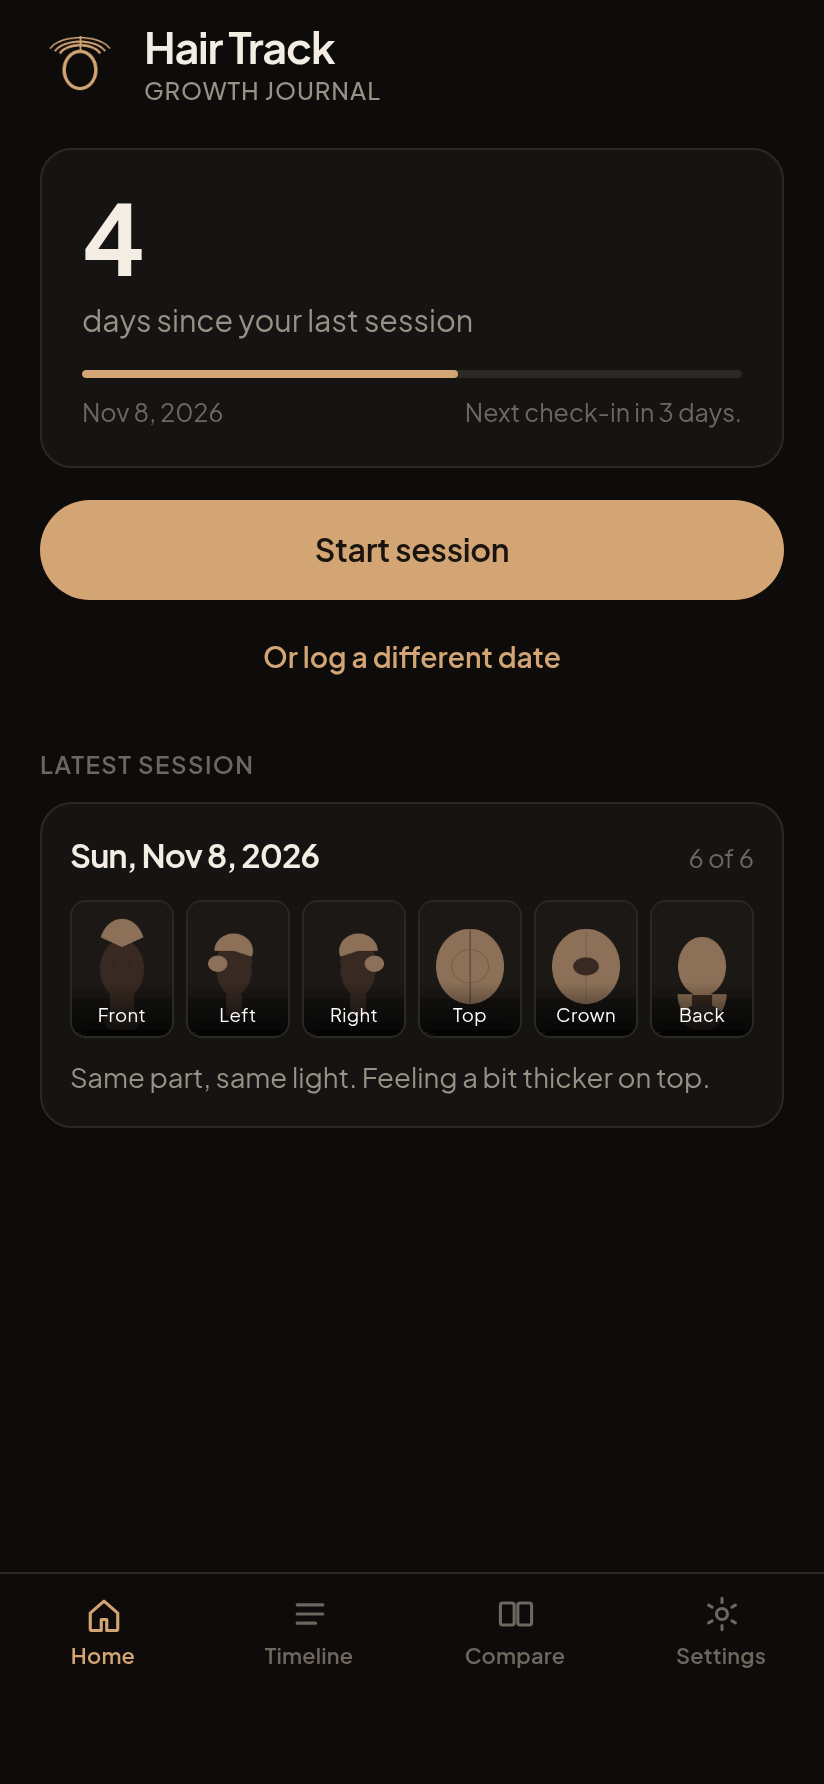 Hair Track
GROWTH JOURNAL
4
days since your last session
Nov 8, 2026
Next check-in in 3 days.
Start session
Or log a different date
LATEST SESSION
Sun, Nov 8, 2026
6 of 6
Front
Left
Right
Top
Crown
Back
Same part, same light. Feeling a bit thicker on top.
Home
Timeline
Compare
Settings